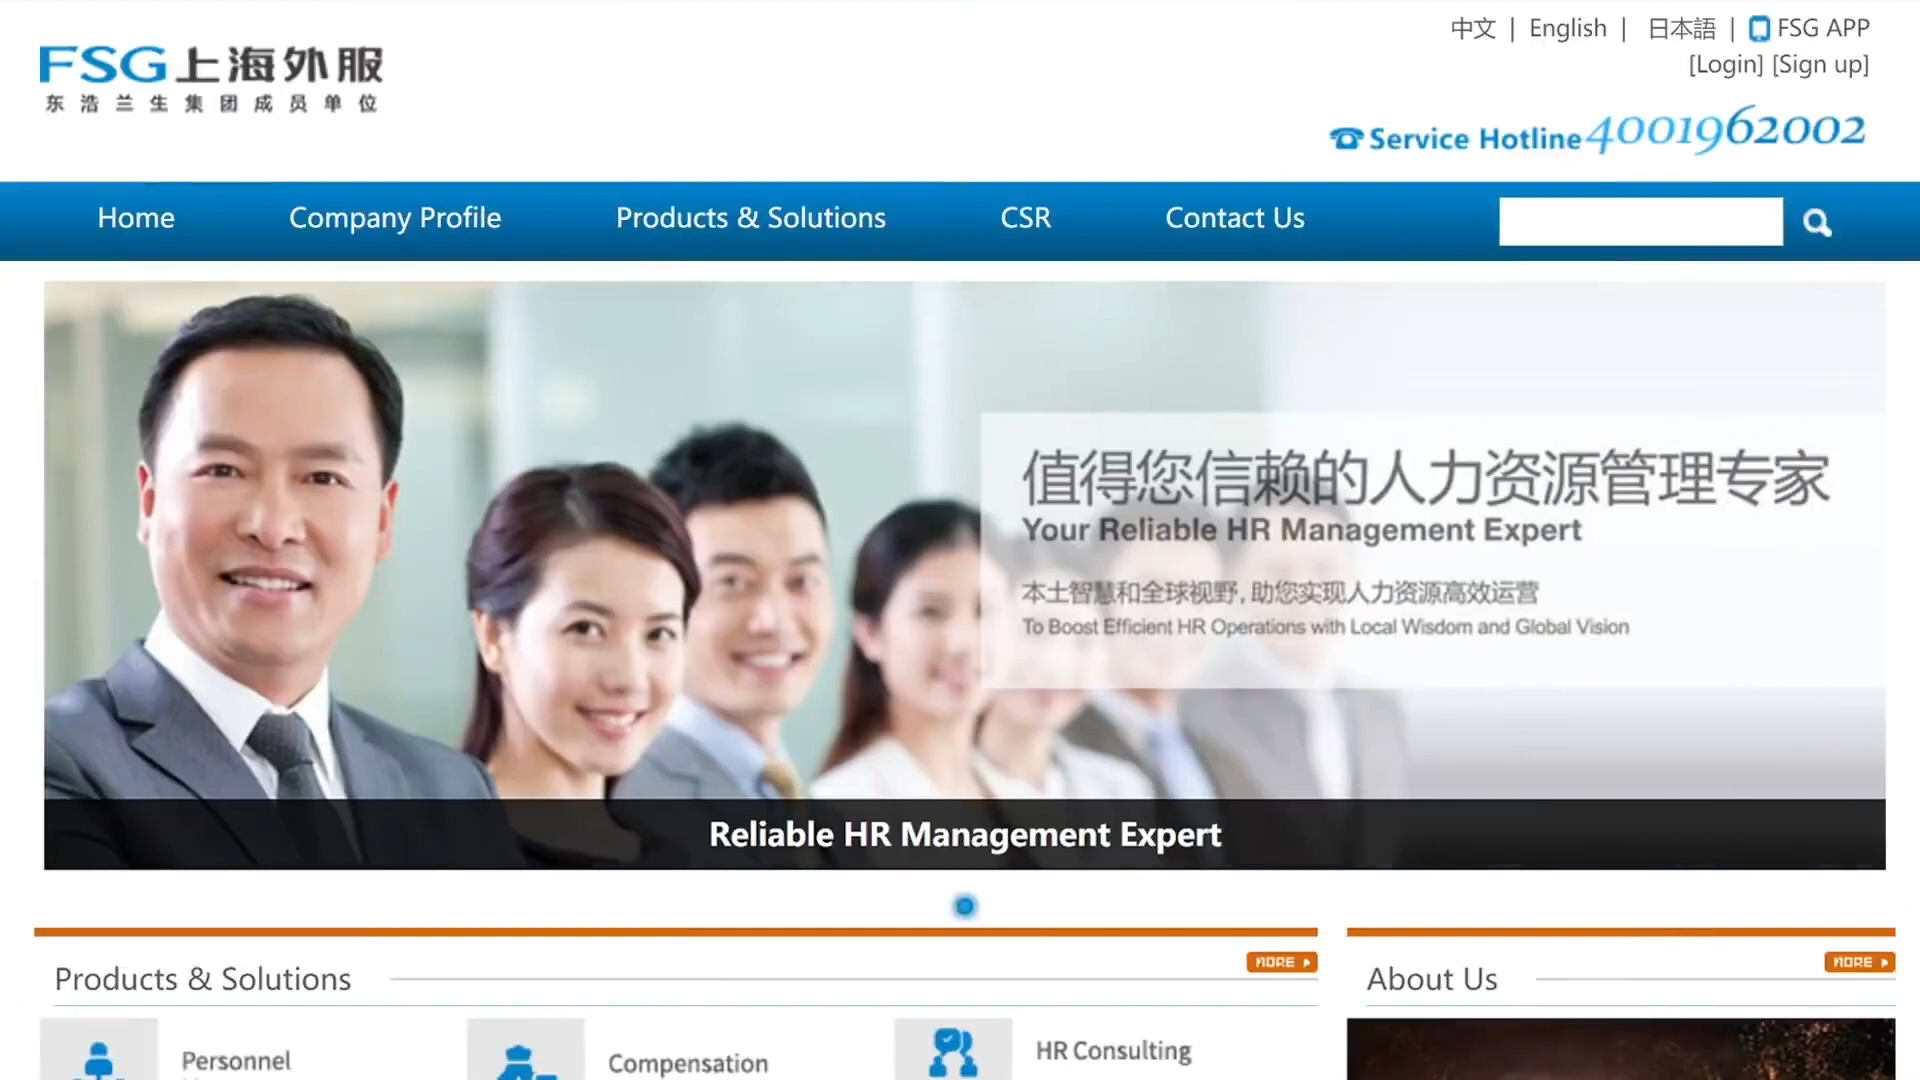 FSG上海外服
东浩兰生集团成员单位
中文 | English | 日本語 | FSG APP
[Login] [Sign up]
Service Hotline 4001962002
Home Company Profile Products & Solutions CSR Contact Us
值得您信赖的人力资源管理专家
Your Reliable HR Management Expert
本土智慧和全球视野,助您实现人力资源高效运营
To Boost Efficient HR Operations with Local Wisdom and Global Vision
Reliable HR Management Expert
MORE
Products & Solutions
MORE
About Us
Personnel
Compensation
HR Consulting